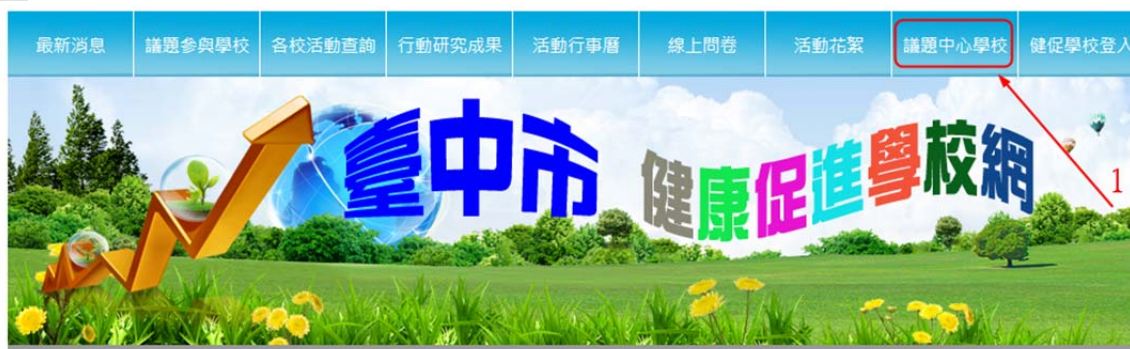 最新消息 議題參與學校 各校活動查詢 行動研究成果 活動行事曆 線上問卷 活動花絮 議題中心學校 健促學校登入
臺中市 健康促進學校網
1